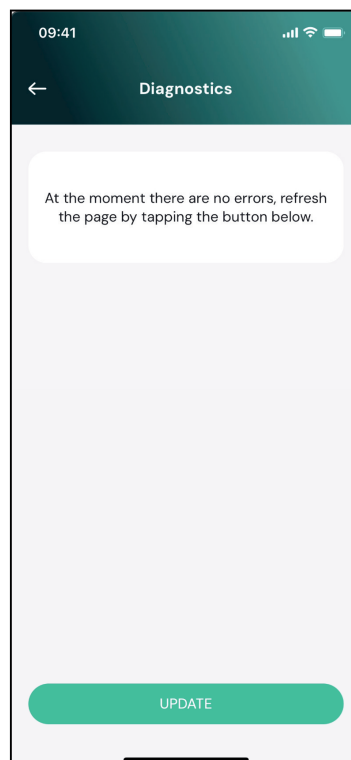 09:41
Diagnostics
At the moment there are no errors, refresh
the page by tapping the button below.
UPDATE